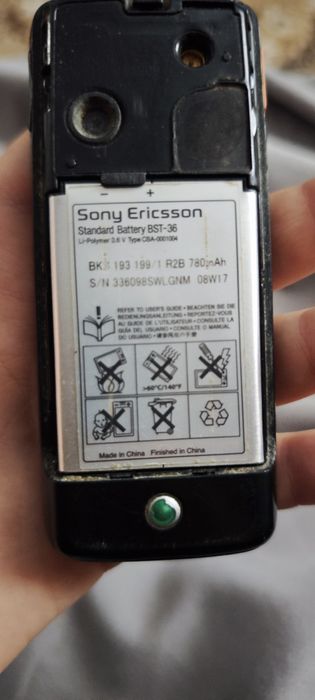 - +
Sony Ericsson
Standard Battery BST-36
Li-Polymer 3.6 V Type CBA-0001004
193 199/1 R2B 780mAh
S/N 336098SWLGNM 08W17
REFER TO USER'S GUIDE • BEACHTEN SIE DIE
BEDIENUNGSANLEITUNG • REPORTEZ-VOUS
AU GUIDE DE L'UTILISATEUR • CONSULTE LA
GUÍA DEL USUARIO • CONSULTE O MANUAL
DO USUÁRIO •
>60°C/140°F
Made in China Finished in China